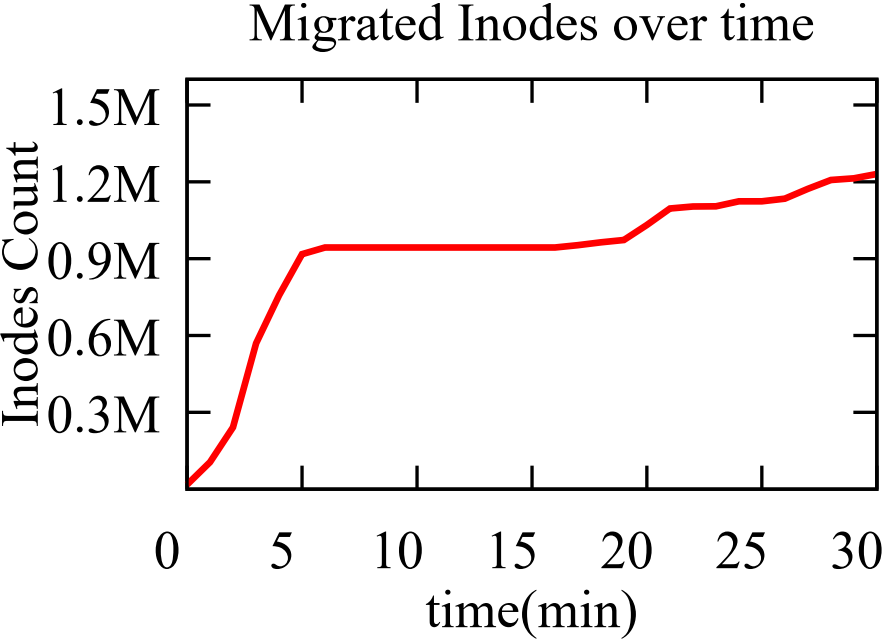 Migrated Inodes over time
Inodes Count
1.5M
1.2M
0.9M
0.6M
0.3M
0 5 10 15 20 25 30
time(min)